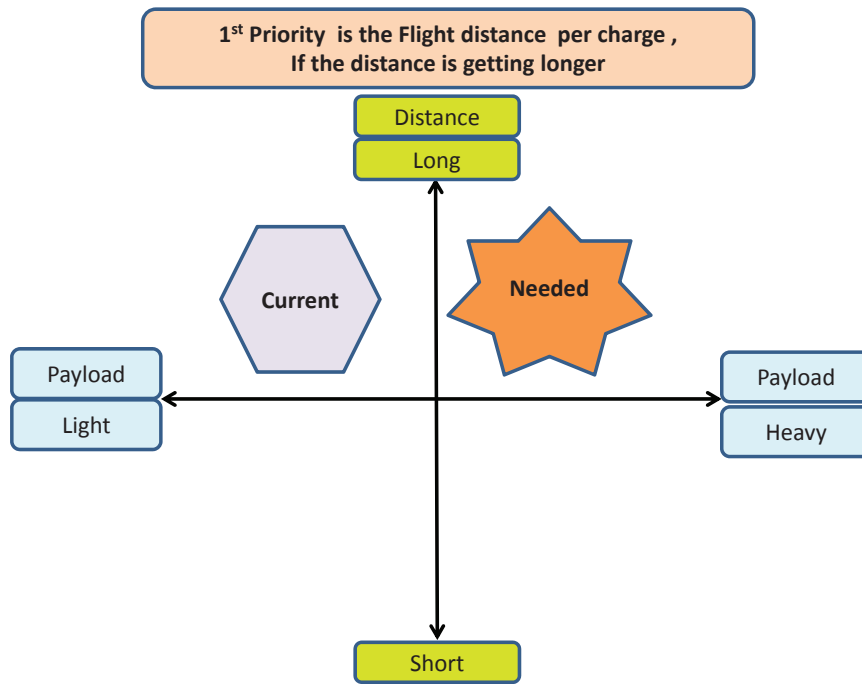 1st Priority is the Flight distance per charge ,
If the distance is getting longer
Distance
Long
Current
Needed
Payload
Light
Payload
Heavy
Short